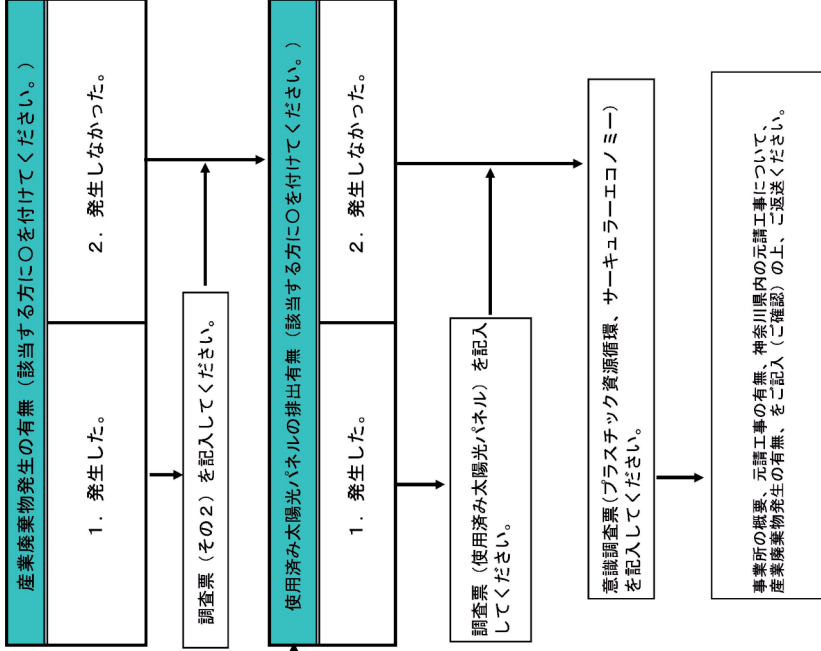 産業廃棄物発生の有無（該当する方に○を付けてください。）
１．発生した。
２．発生しなかった。
調査票（その２）を記入してください。
使用済み太陽光パネルの排出有無（該当する方に○を付けてください。）
１．発生した。
２．発生しなかった。
調査票（使用済み太陽光パネル）を記入
してください。
意識調査票(プラスチック資源循環、サーキュラーエコノミー)
を記入してください。
事業所の概要、元請工事の有無、神奈川県内の元請工事について、
産業廃棄物発生の有無、をご記入（ご確認）の上、ご返送ください。